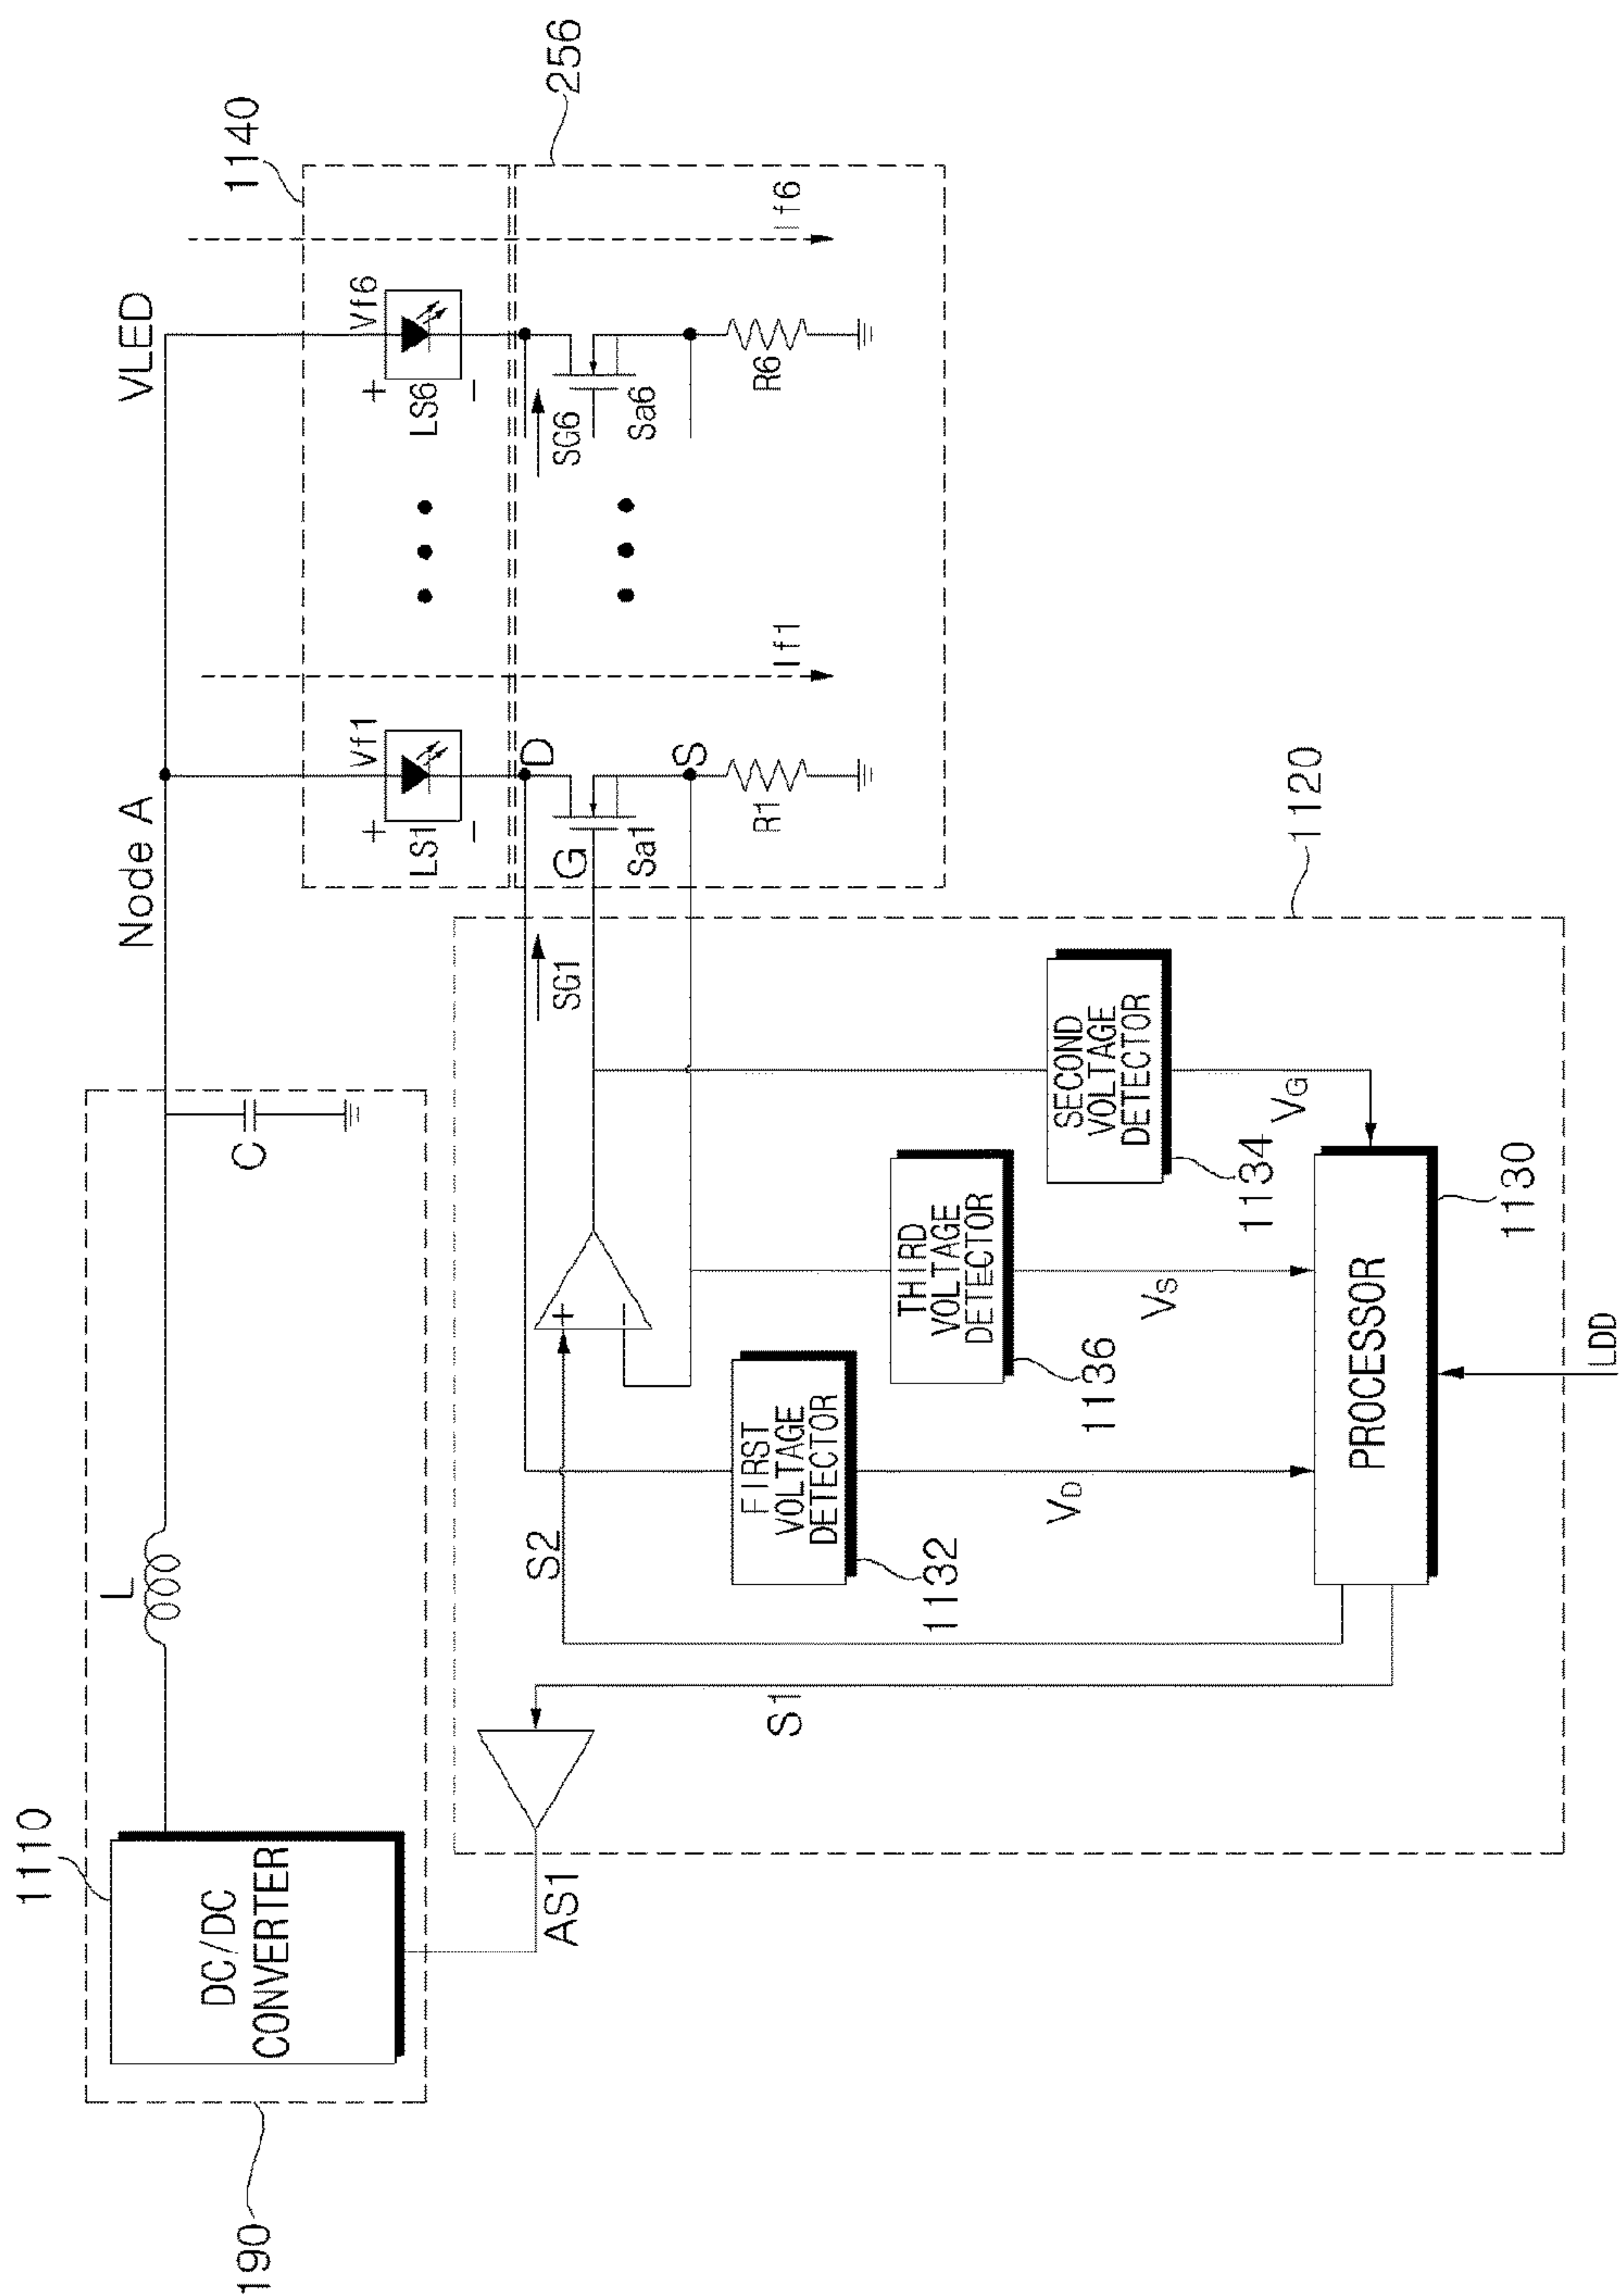 190
1110
DC/DC
CONVERTER
L
C
Node A
VLED
1140
256
Vf1
+
LS1
−
Vf6
+
LS6
−
If1
If6
D
G
S
Sa1
R1
SG1
SG6
Sa6
R6
AS1
S1
S2
+
−
FIRST
VOLTAGE
DETECTOR
1132
THIRD
VOLTAGE
DETECTOR
1136
SECOND
VOLTAGE
DETECTOR
1134
VD
VS
VG
PROCESSOR
1130
1120
LDD